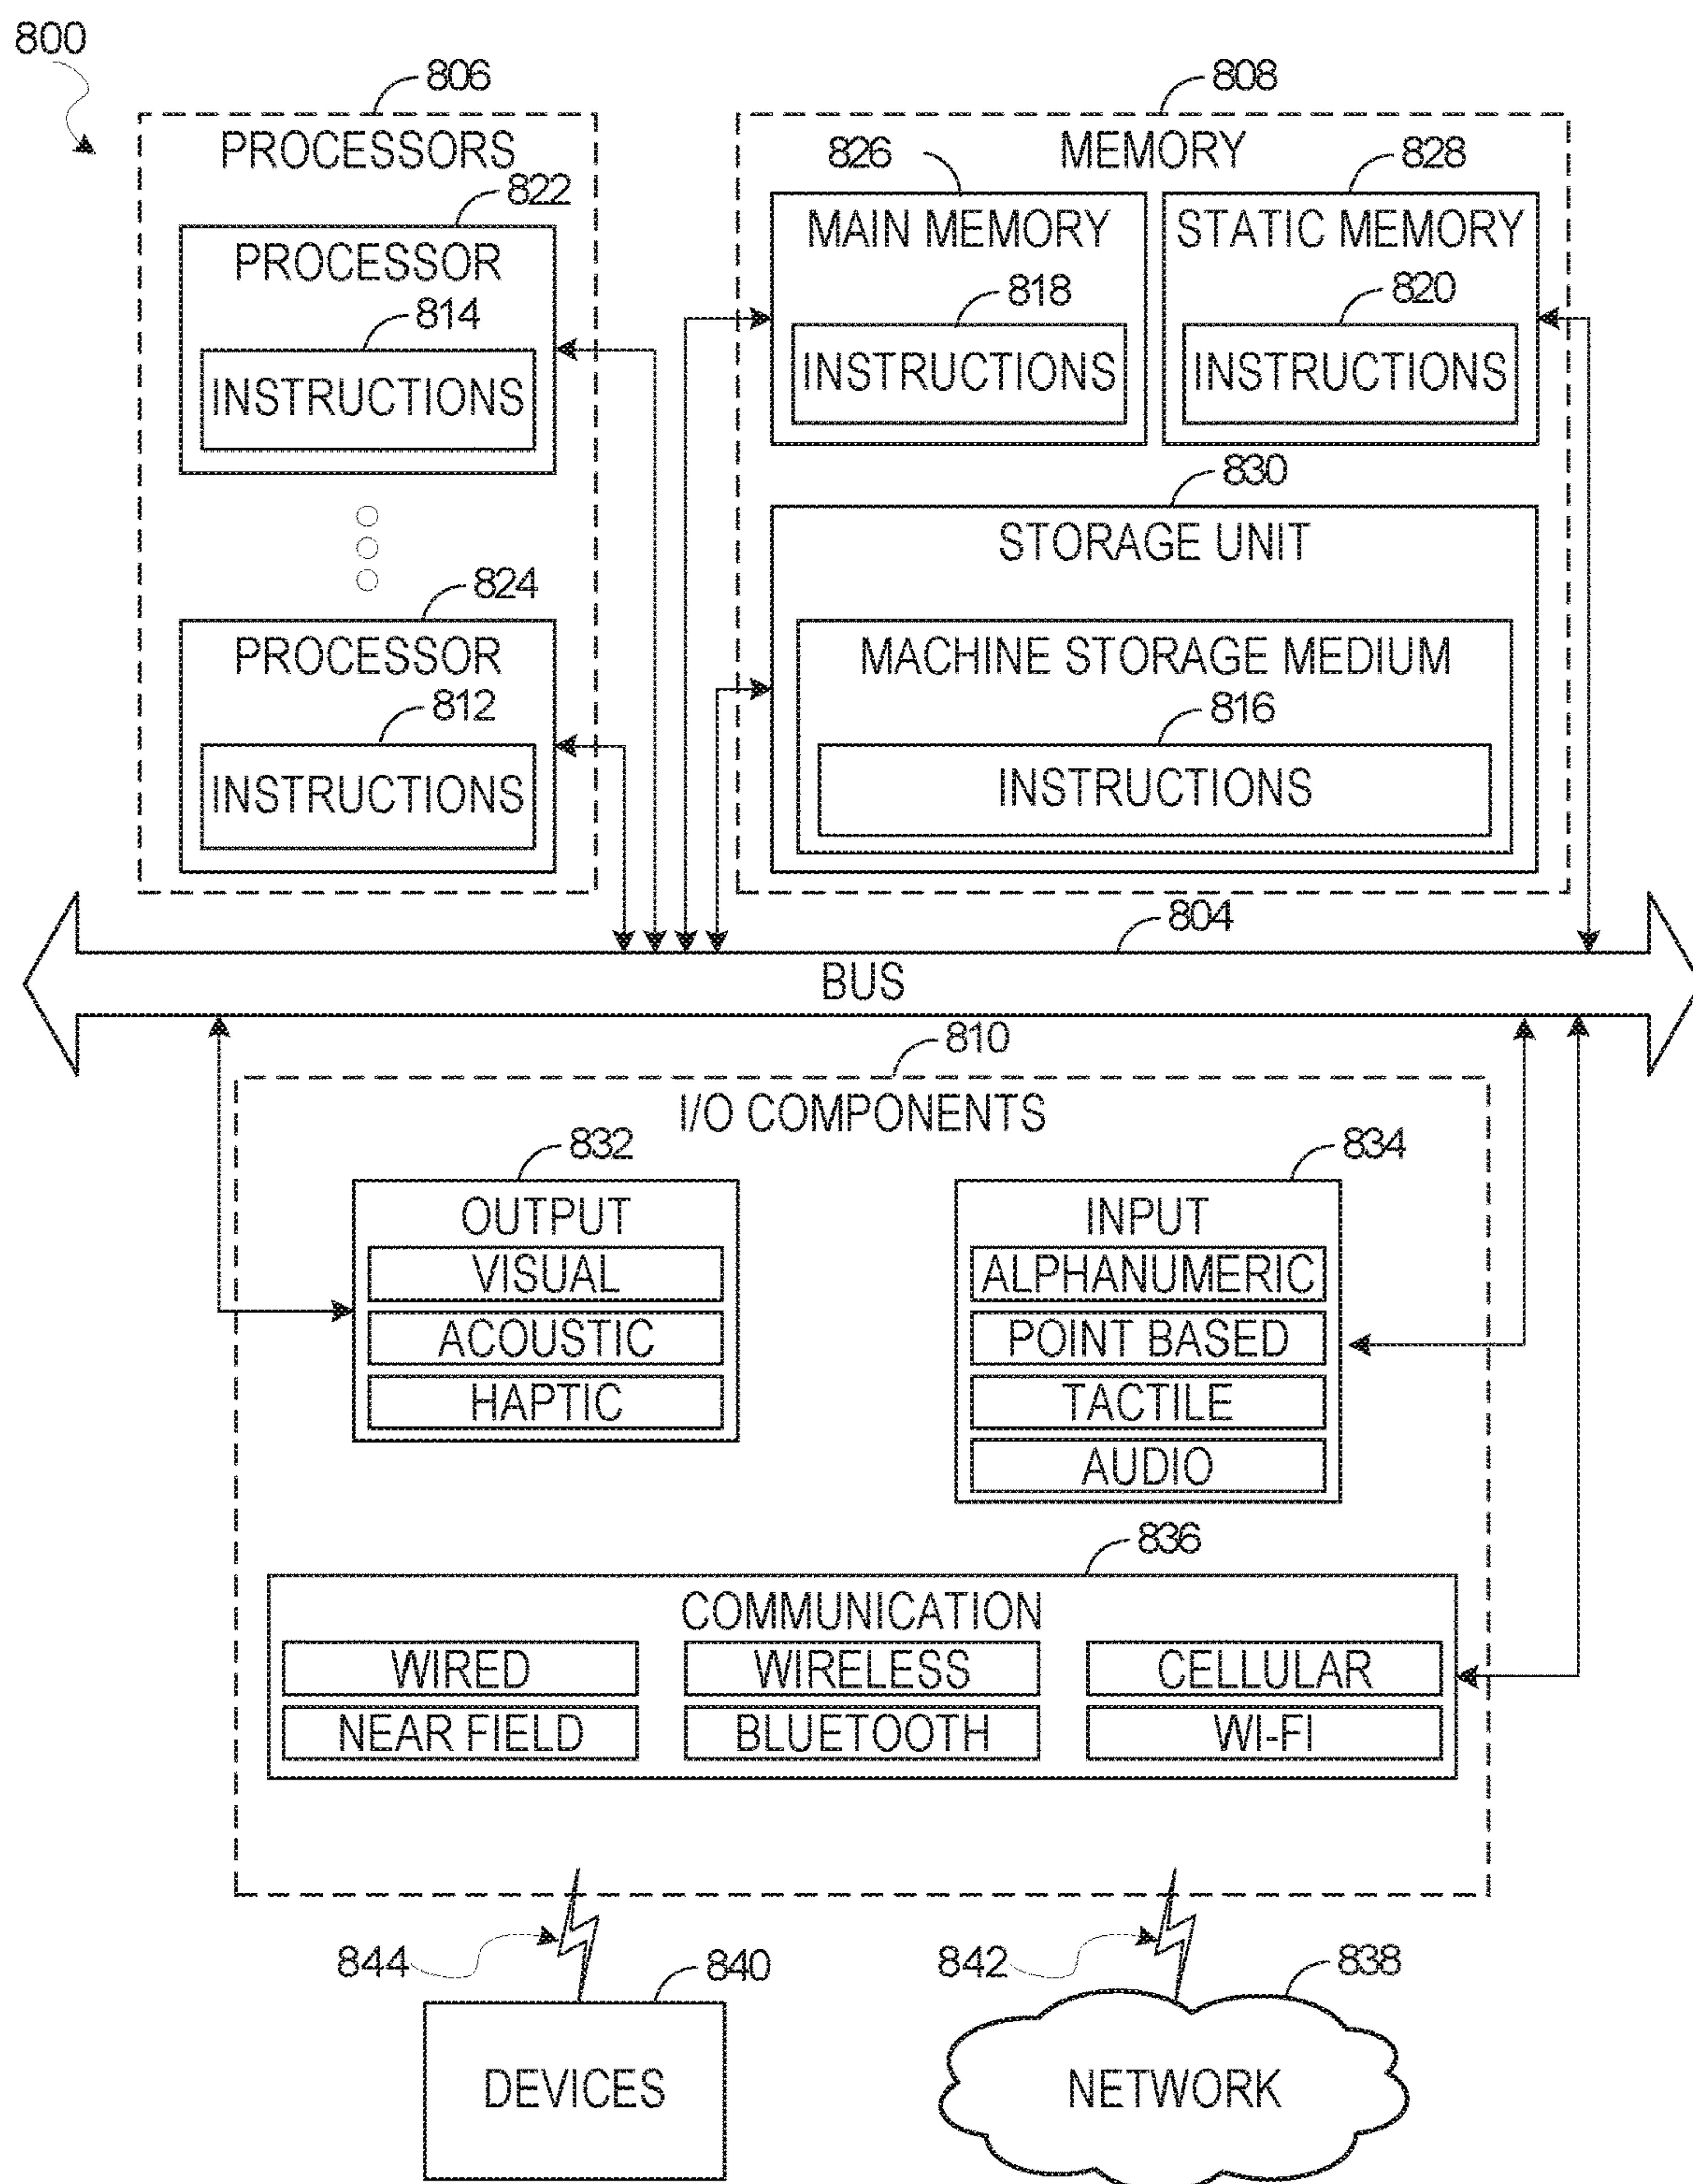 800
806
808
PROCESSORS
826
MEMORY
828
822
PROCESSOR
MAIN MEMORY
STATIC MEMORY
814
818
820
INSTRUCTIONS
INSTRUCTIONS
INSTRUCTIONS
830
STORAGE UNIT
824
PROCESSOR
MACHINE STORAGE MEDIUM
812
816
INSTRUCTIONS
INSTRUCTIONS
804
BUS
810
I/O COMPONENTS
832
834
OUTPUT
INPUT
VISUAL
ALPHANUMERIC
ACOUSTIC
POINT BASED
HAPTIC
TACTILE
AUDIO
836
COMMUNICATION
WIRED
WIRELESS
CELLULAR
NEAR FIELD
BLUETOOTH
WI-FI
844
840
842
838
DEVICES
NETWORK